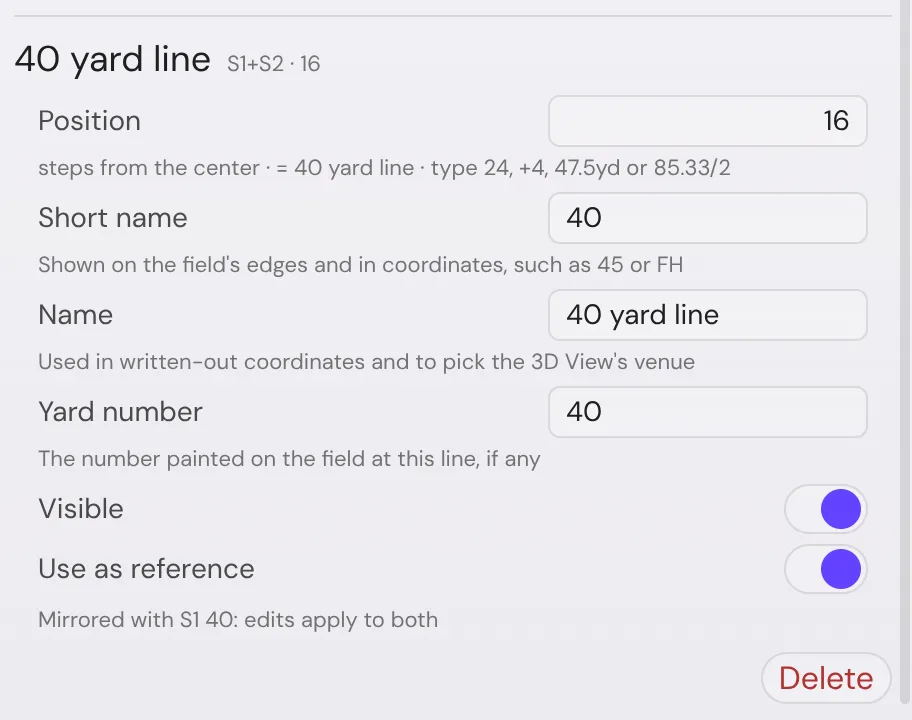 40 yard line S1+S2 · 16
Position 16
steps from the center · = 40 yard line · type 24, +4, 47.5yd or 85.33/2
Short name 40
Shown on the field's edges and in coordinates, such as 45 or FH
Name 40 yard line
Used in written-out coordinates and to pick the 3D View's venue
Yard number 40
The number painted on the field at this line, if any
Visible
Use as reference
Mirrored with S1 40: edits apply to both
Delete